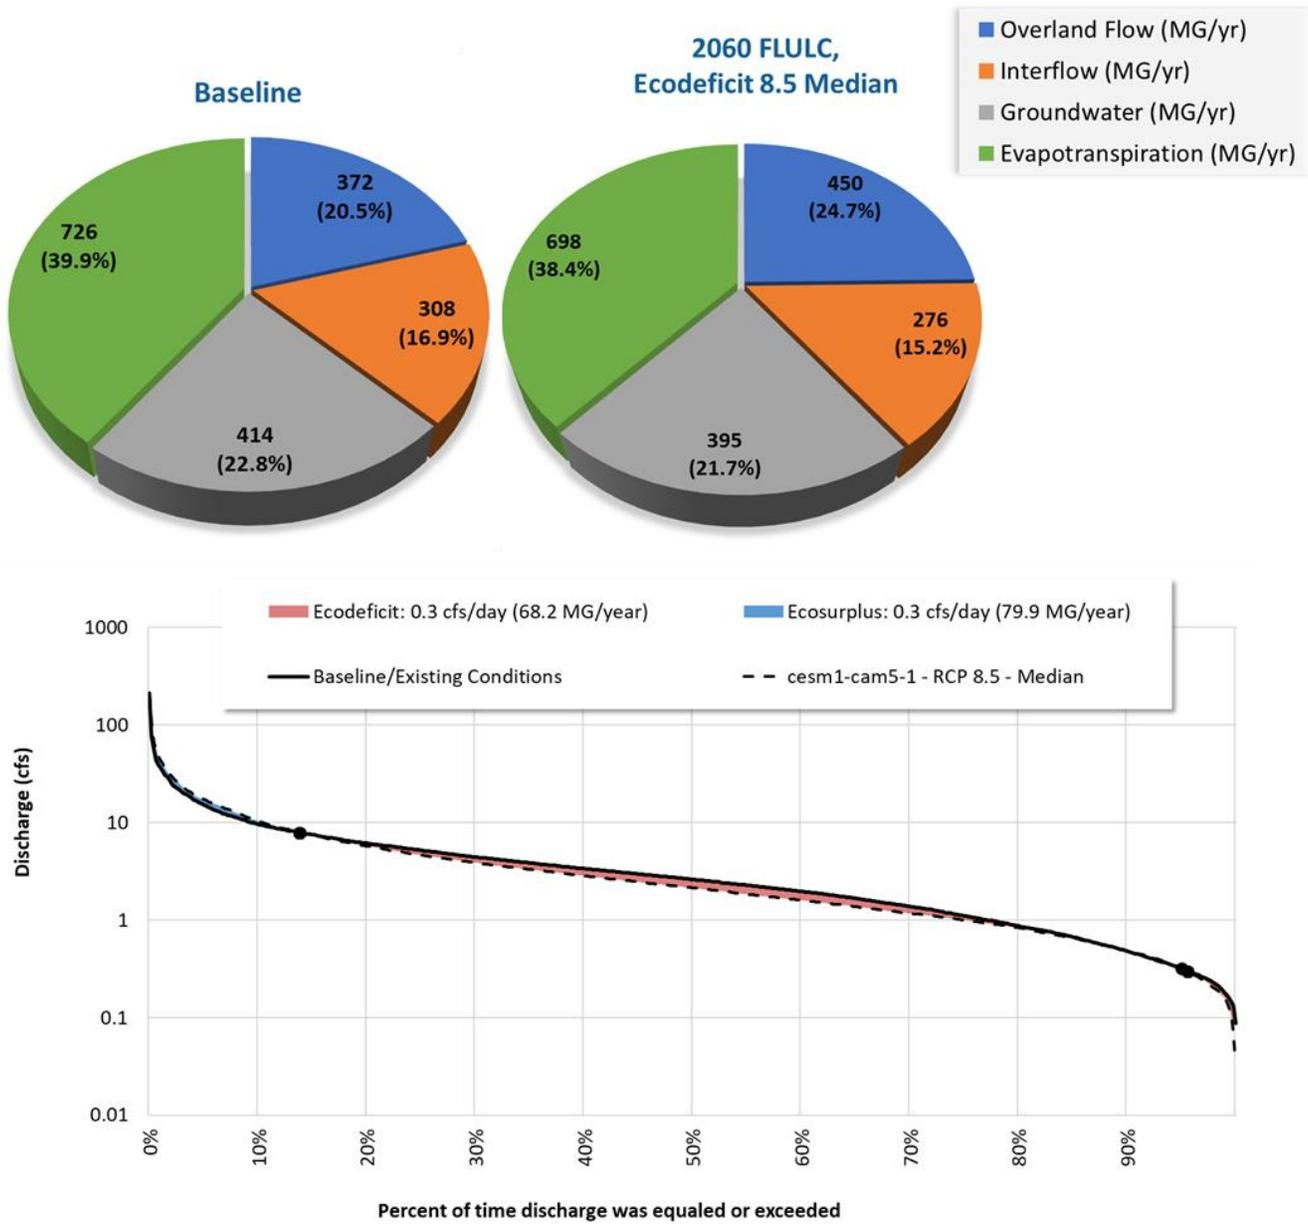 Baseline
2060 FLULC,
Ecodeficit 8.5 Median
Overland Flow (MG/yr)
Interflow (MG/yr)
Groundwater (MG/yr)
Evapotranspiration (MG/yr)
372
(20.5%)
726
(39.9%)
308
(16.9%)
414
(22.8%)
450
(24.7%)
698
(38.4%)
276
(15.2%)
395
(21.7%)
Ecodeficit: 0.3 cfs/day (68.2 MG/year)
Ecosurplus: 0.3 cfs/day (79.9 MG/year)
Baseline/Existing Conditions
cesm1-cam5-1 - RCP 8.5 - Median
Discharge (cfs)
1000
100
10
1
0.1
0.01
0%
10%
20%
30%
40%
50%
60%
70%
80%
90%
Percent of time discharge was equaled or exceeded